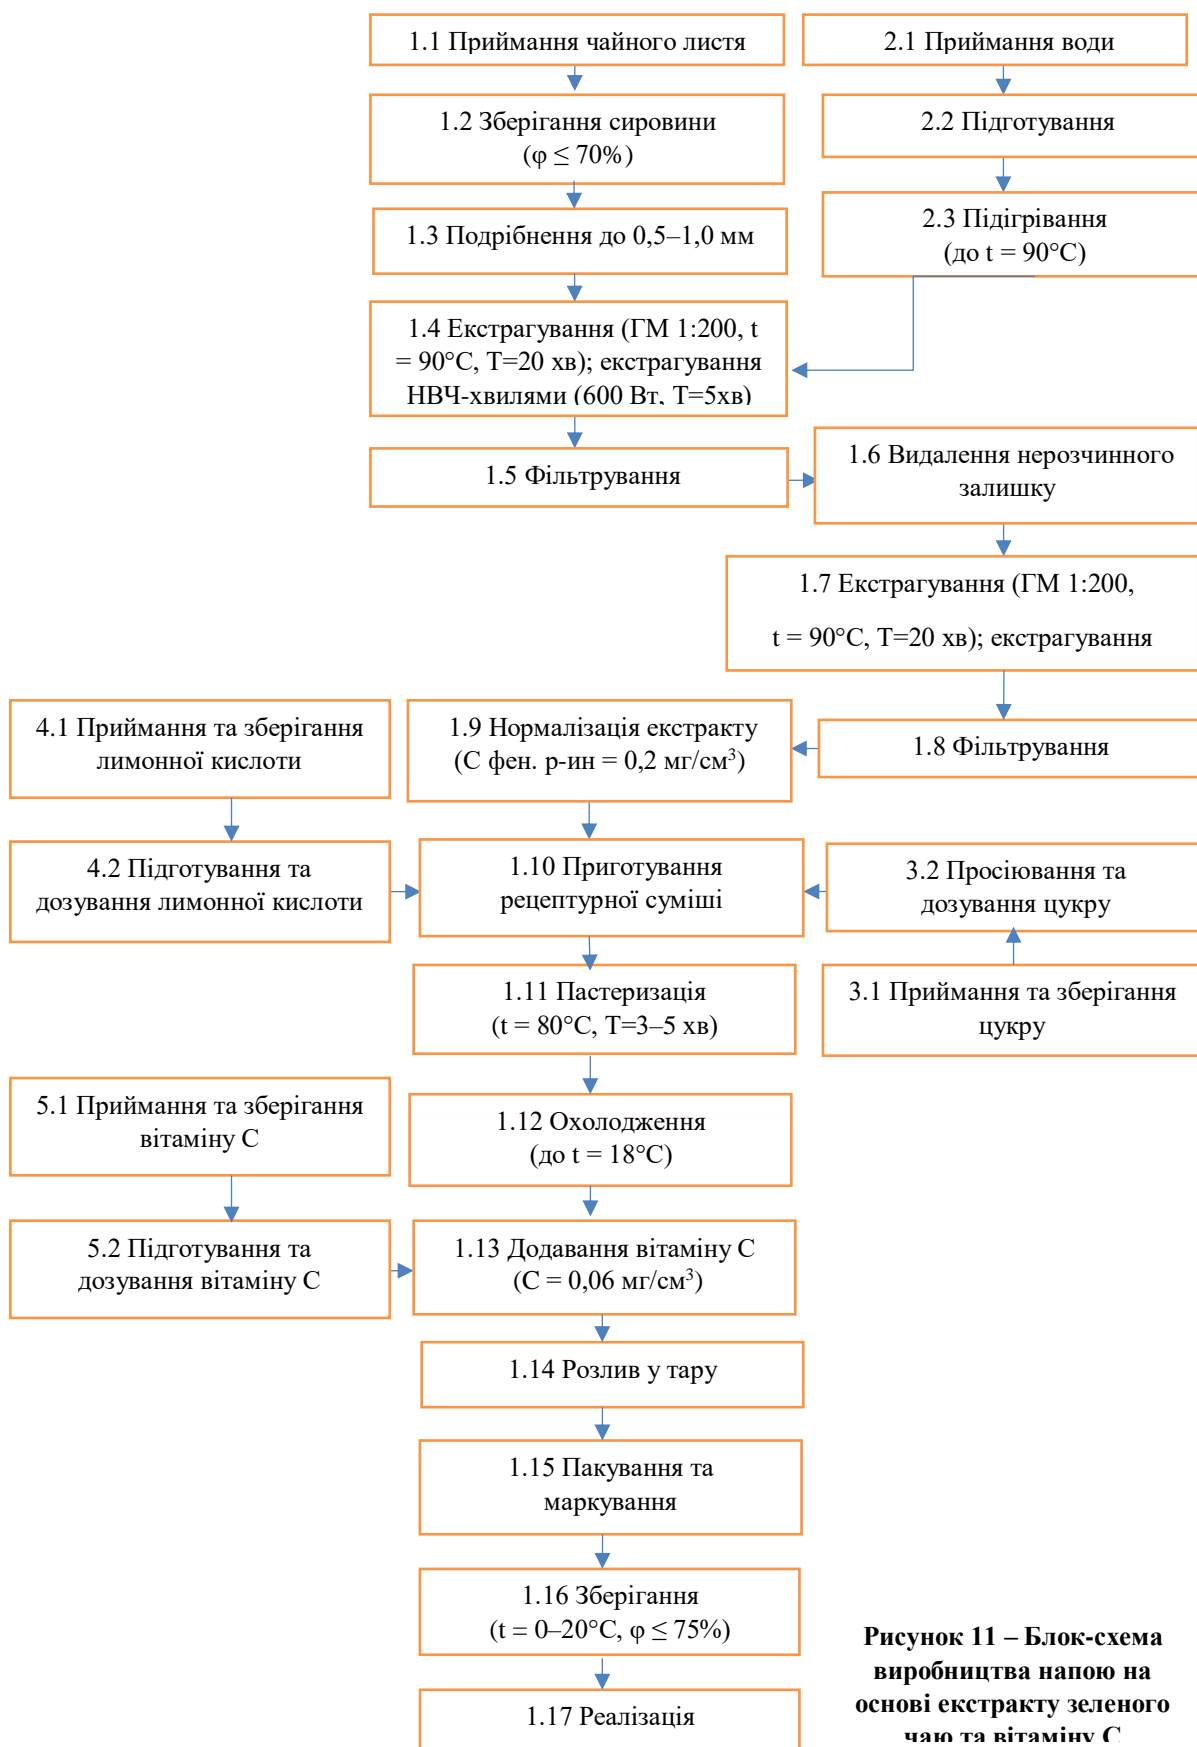 1.1 Приймання чайного листя
2.1 Приймання води
1.2 Зберігання сировини
(φ ≤ 70%)
2.2 Підготування
1.3 Подрібнення до 0,5–1,0 мм
2.3 Підігрівання
(до t = 90°C)
1.4 Екстрагування (ГМ 1:200, t
= 90°C, T=20 хв); екстрагування
НВЧ-хвилями (600 Вт, T=5хв)
1.5 Фільтрування
1.6 Видалення нерозчинного
залишку
1.7 Екстрагування (ГМ 1:200,
t = 90°C, T=20 хв); екстрагування
1.8 Фільтрування
1.9 Нормалізація екстракту
(С фен. р-ин = 0,2 мг/см³)
4.1 Приймання та зберігання
лимонної кислоти
4.2 Підготування та
дозування лимонної кислоти
1.10 Приготування
рецептурної суміші
3.2 Просіювання та
дозування цукру
3.1 Приймання та зберігання
цукру
1.11 Пастеризація
(t = 80°C, T=3–5 хв)
5.1 Приймання та зберігання
вітаміну С
1.12 Охолодження
(до t = 18°C)
5.2 Підготування та
дозування вітаміну С
1.13 Додавання вітаміну С
(С = 0,06 мг/см³)
1.14 Розлив у тару
1.15 Пакування та
маркування
1.16 Зберігання
(t = 0–20°C, φ ≤ 75%)
1.17 Реалізація
Рисунок 11 – Блок-схема
виробництва напою на
основі екстракту зеленого
чаю та вітаміну С